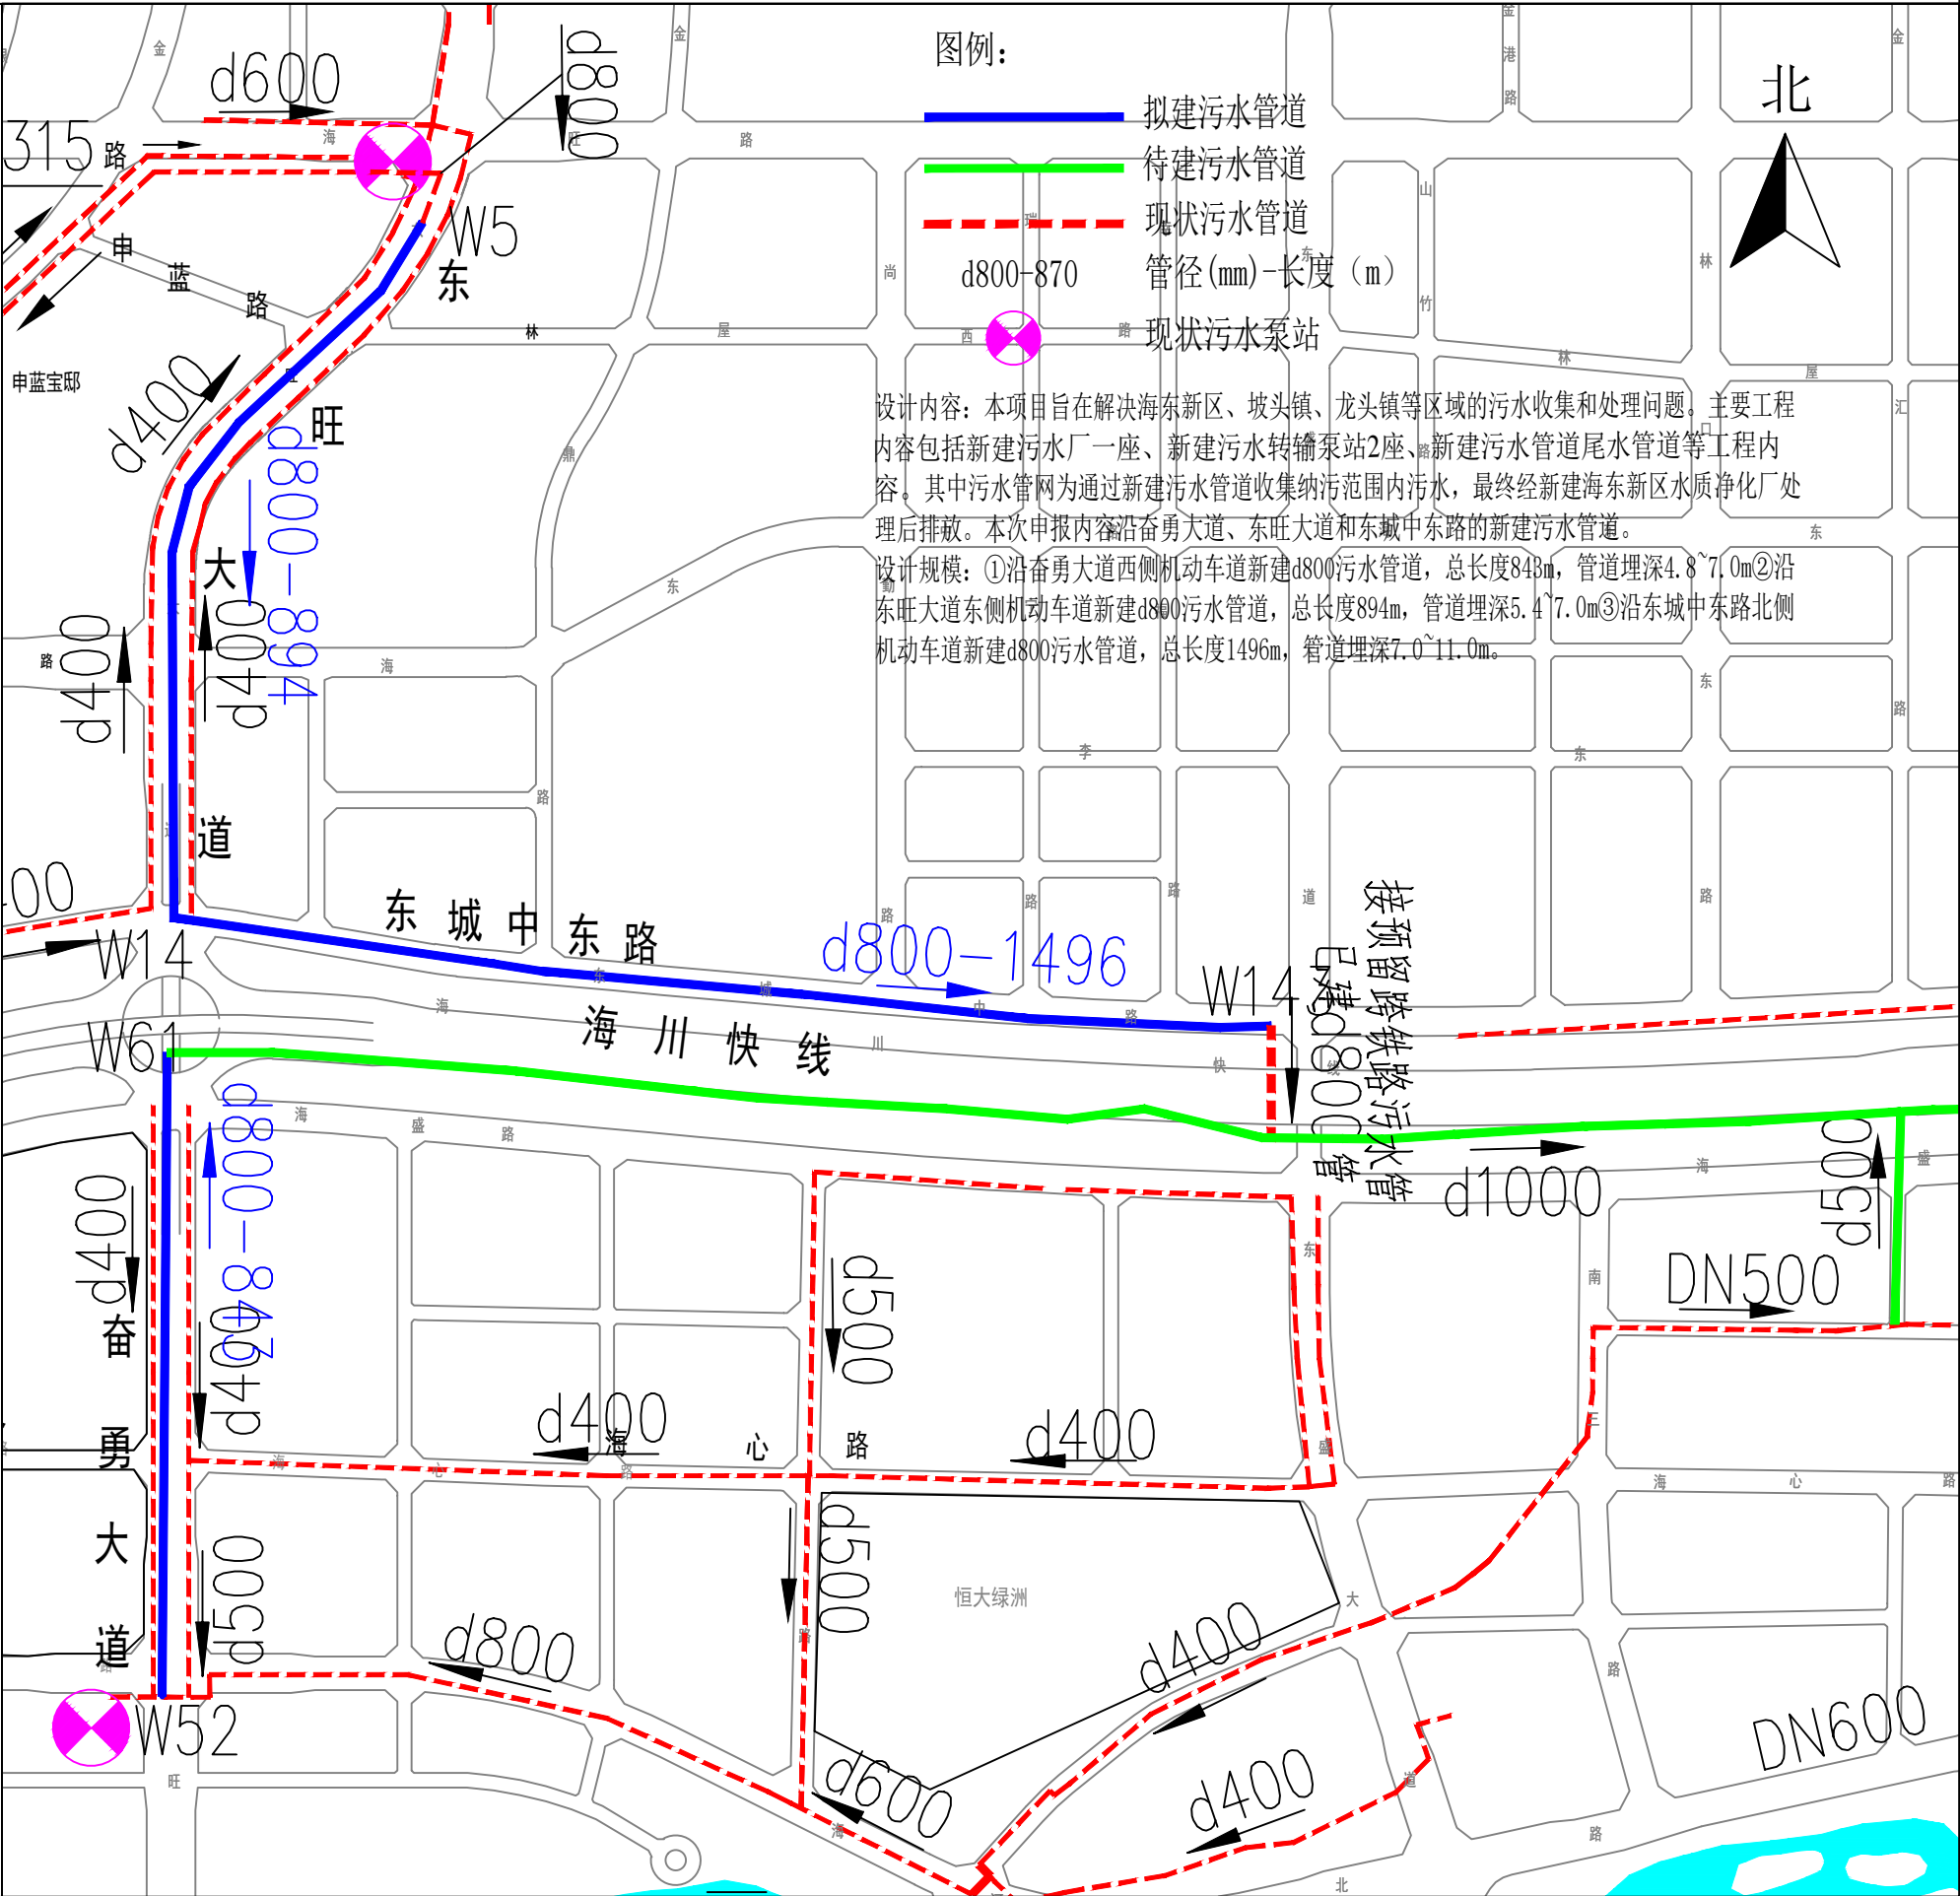 图例：
拟建污水管道
待建污水管道
现状污水管道
d800-870 管径(mm)-长度（m）
现状污水泵站
北
设计内容：本项目旨在解决海东新区、坡头镇、龙头镇等区域的污水收集和处理问题。主要工程
内容包括新建污水厂一座、新建污水转输泵站2座、新建污水管道尾水管道等工程内
容。其中污水管网为通过新建污水管道收集纳污范围内污水，最终经新建海东新区水质净化厂处
理后排放。本次申报内容沿奋勇大道、东旺大道和东城中东路的新建污水管道。
设计规模：①沿奋勇大道西侧机动车道新建d800污水管道，总长度843m，管道埋深4.8~7.0m②沿
东旺大道东侧机动车道新建d800污水管道，总长度894m，管道埋深5.4~7.0m③沿东城中东路北侧
机动车道新建d800污水管道，总长度1496m，管道埋深7.0~11.0m。
d600
d800
315
路
W5
申蓝路
申蓝宝邸
东旺大道
林屋
d400
d800-894
d400
d400
路
00
W14
东城中东路
d800-1496
海川快线
接预留跨铁路污水管
已建d800管
W61
d800-843
d400
d400
d500
奋勇大道
W52
海盛路
d1000
d500
DN500
d500
d400
海心路
d400
d500
恒大绿洲
d800
d600
d400
d400
DN600